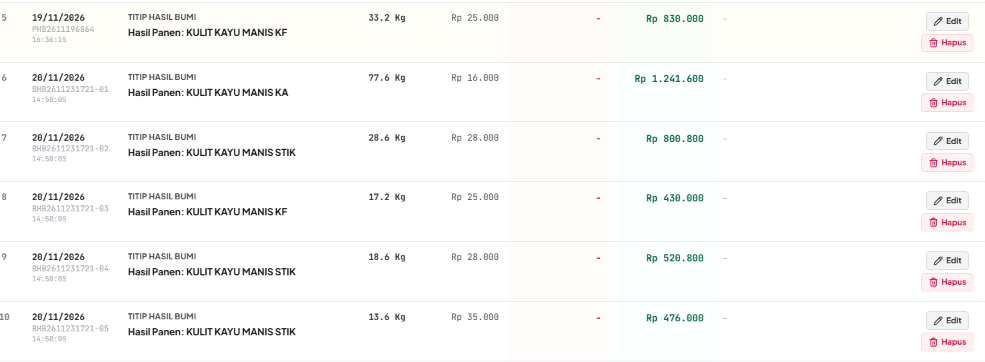 5 19/11/2026 TITIP HASIL BUMI 33.2 Kg Rp 25.000 - Rp 830.000 - Edit
PHB2611196864 Hasil Panen: KULIT KAYU MANIS KF
16:36:15 Hapus
6 20/11/2026 TITIP HASIL BUMI 77.6 Kg Rp 16.000 - Rp 1.241.600 - Edit
BHB2611231721-01 Hasil Panen: KULIT KAYU MANIS KA
14:50:05 Hapus
7 20/11/2026 TITIP HASIL BUMI 28.6 Kg Rp 28.000 - Rp 800.800 - Edit
BHB2611231721-02 Hasil Panen: KULIT KAYU MANIS STIK
14:50:05 Hapus
8 20/11/2026 TITIP HASIL BUMI 17.2 Kg Rp 25.000 - Rp 430.000 - Edit
BHB2611231721-03 Hasil Panen: KULIT KAYU MANIS KF
14:50:05 Hapus
9 20/11/2026 TITIP HASIL BUMI 18.6 Kg Rp 28.000 - Rp 520.800 - Edit
BHB2611231721-04 Hasil Panen: KULIT KAYU MANIS STIK
14:50:05 Hapus
10 20/11/2026 TITIP HASIL BUMI 13.6 Kg Rp 35.000 - Rp 476.000 - Edit
BHB2611231721-05 Hasil Panen: KULIT KAYU MANIS STIK
14:50:05 Hapus